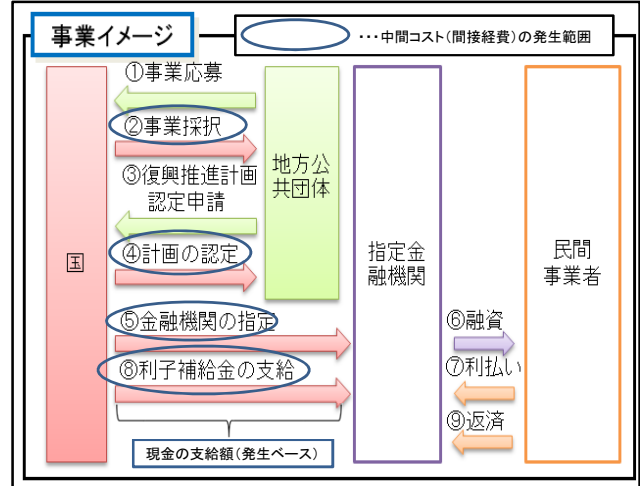 事業イメージ
・・・中間コスト(間接経費)の発生範囲
①事業応募
②事業採択
③復興推進計画
認定申請
④計画の認定
国
地方公
共団体
⑤金融機関の指定
⑧利子補給金の支給
現金の支給額(発生ベース)
指定金
融機関
⑥融資
⑦利払い
⑨返済
民間
事業者